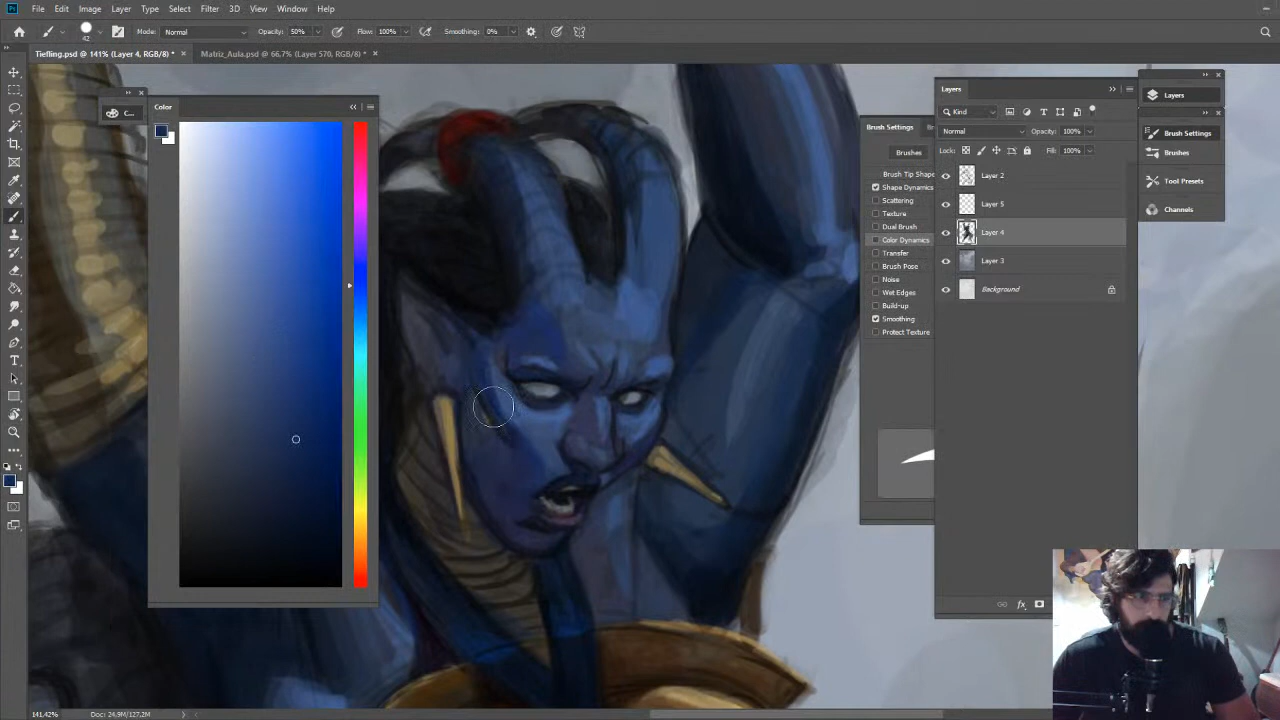 File Edit Image Layer Type Select Filter 3D View Window Help
42 Mode: Normal Opacity: 50% Flow: 100% Smoothing: 0%
Tiefling.psd @ 141% (Layer 4, RGB/8) * × Matriz_Aula.psd @ 66,7% (Layer 570, RGB/8) * ×
C...
Color
Brush Settings
Brushes
Brush Tip Shape
Shape Dynamics
Scattering
Texture
Dual Brush
Color Dynamics
Transfer
Brush Pose
Noise
Wet Edges
Build-up
Smoothing
Protect Texture
Layers
Kind
Normal Opacity: 100%
Lock: Fill: 100%
Layer 2
Layer 5
Layer 4
Layer 3
Background
fx
Layers
Brush Settings
Brushes
Tool Presets
Channels
141,42% Doc: 24,9M/127,2M